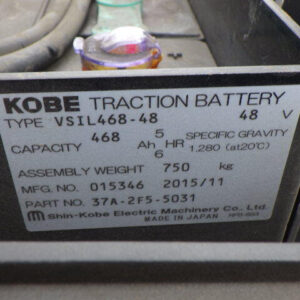 KOBE TRACTION BATTERY
TYPE VSIL468-48 48 V
CAPACITY 468 Ah 5 HR SPECIFIC GRAVITY
6 1.280 (at20℃)
ASSEMBLY WEIGHT 750 kg
MFG. NO. 015346 2015/11
PART NO. 37A-2F5-5031
Shin-Kobe Electric Machinery Co., Ltd.
MADE IN JAPAN